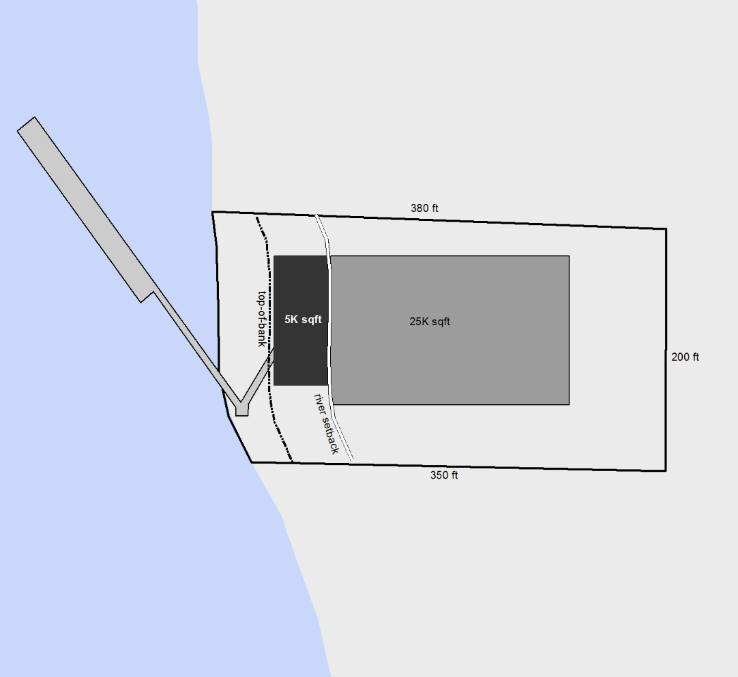 380 ft
top-of-bank
5K sqft
25K sqft
200 ft
river setback
350 ft